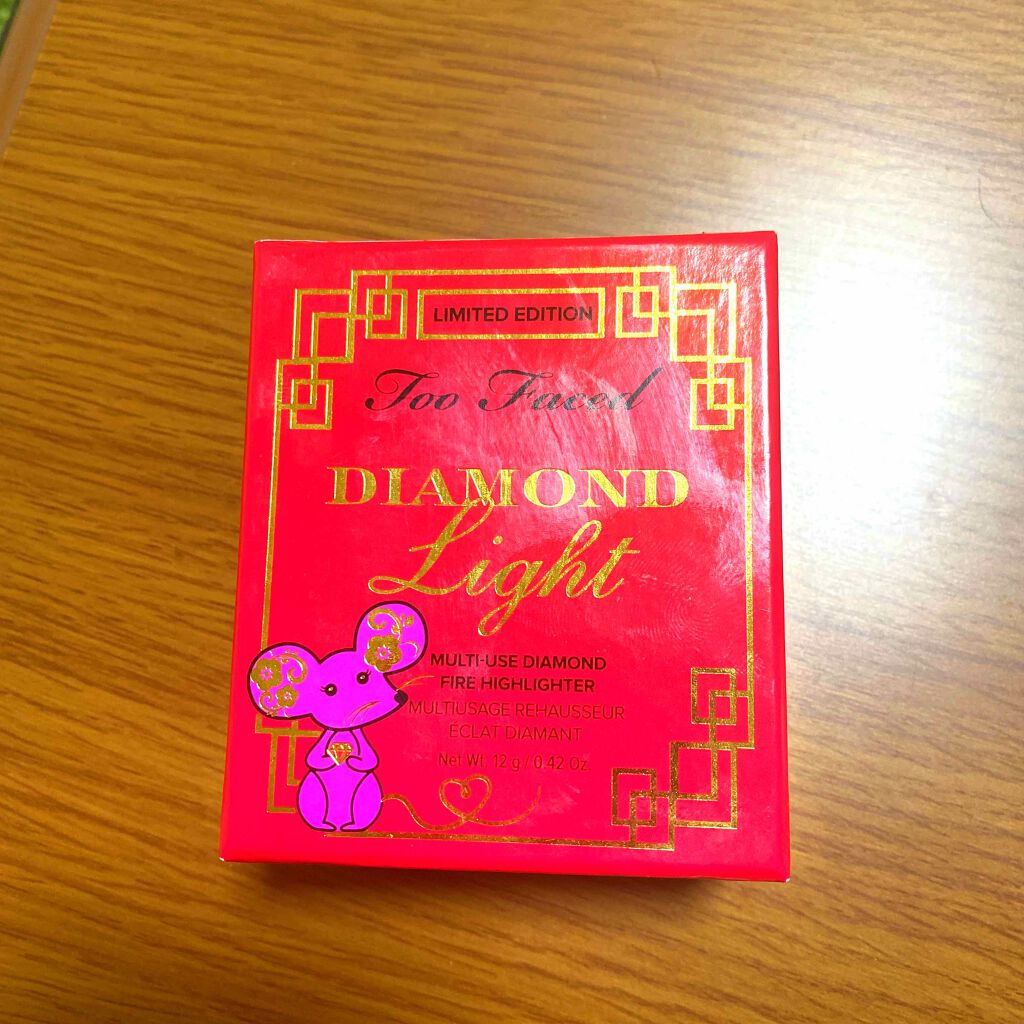 LIMITED EDITION
Too Faced
DIAMOND
Light
MULTI-USE DIAMOND
FIRE HIGHLIGHTER
MULTIUSAGE REHAUSSEUR
ÉCLAT DIAMANT
Net Wt. 12 g / 0.42 Oz.